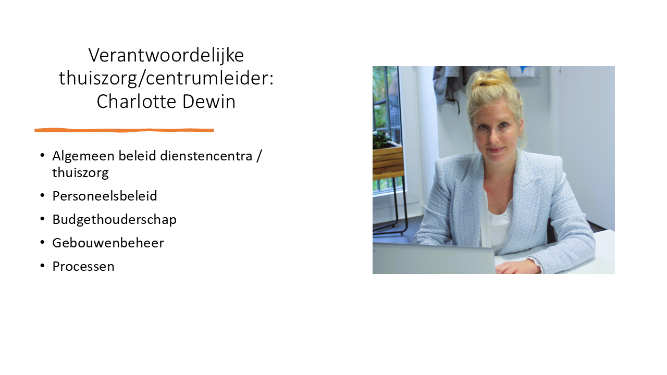 Verantwoordelijke
thuiszorg/centrumleider:
Charlotte Dewin
• Algemeen beleid dienstencentra /
thuiszorg
• Personeelsbeleid
• Budgethouderschap
• Gebouwenbeheer
• Processen